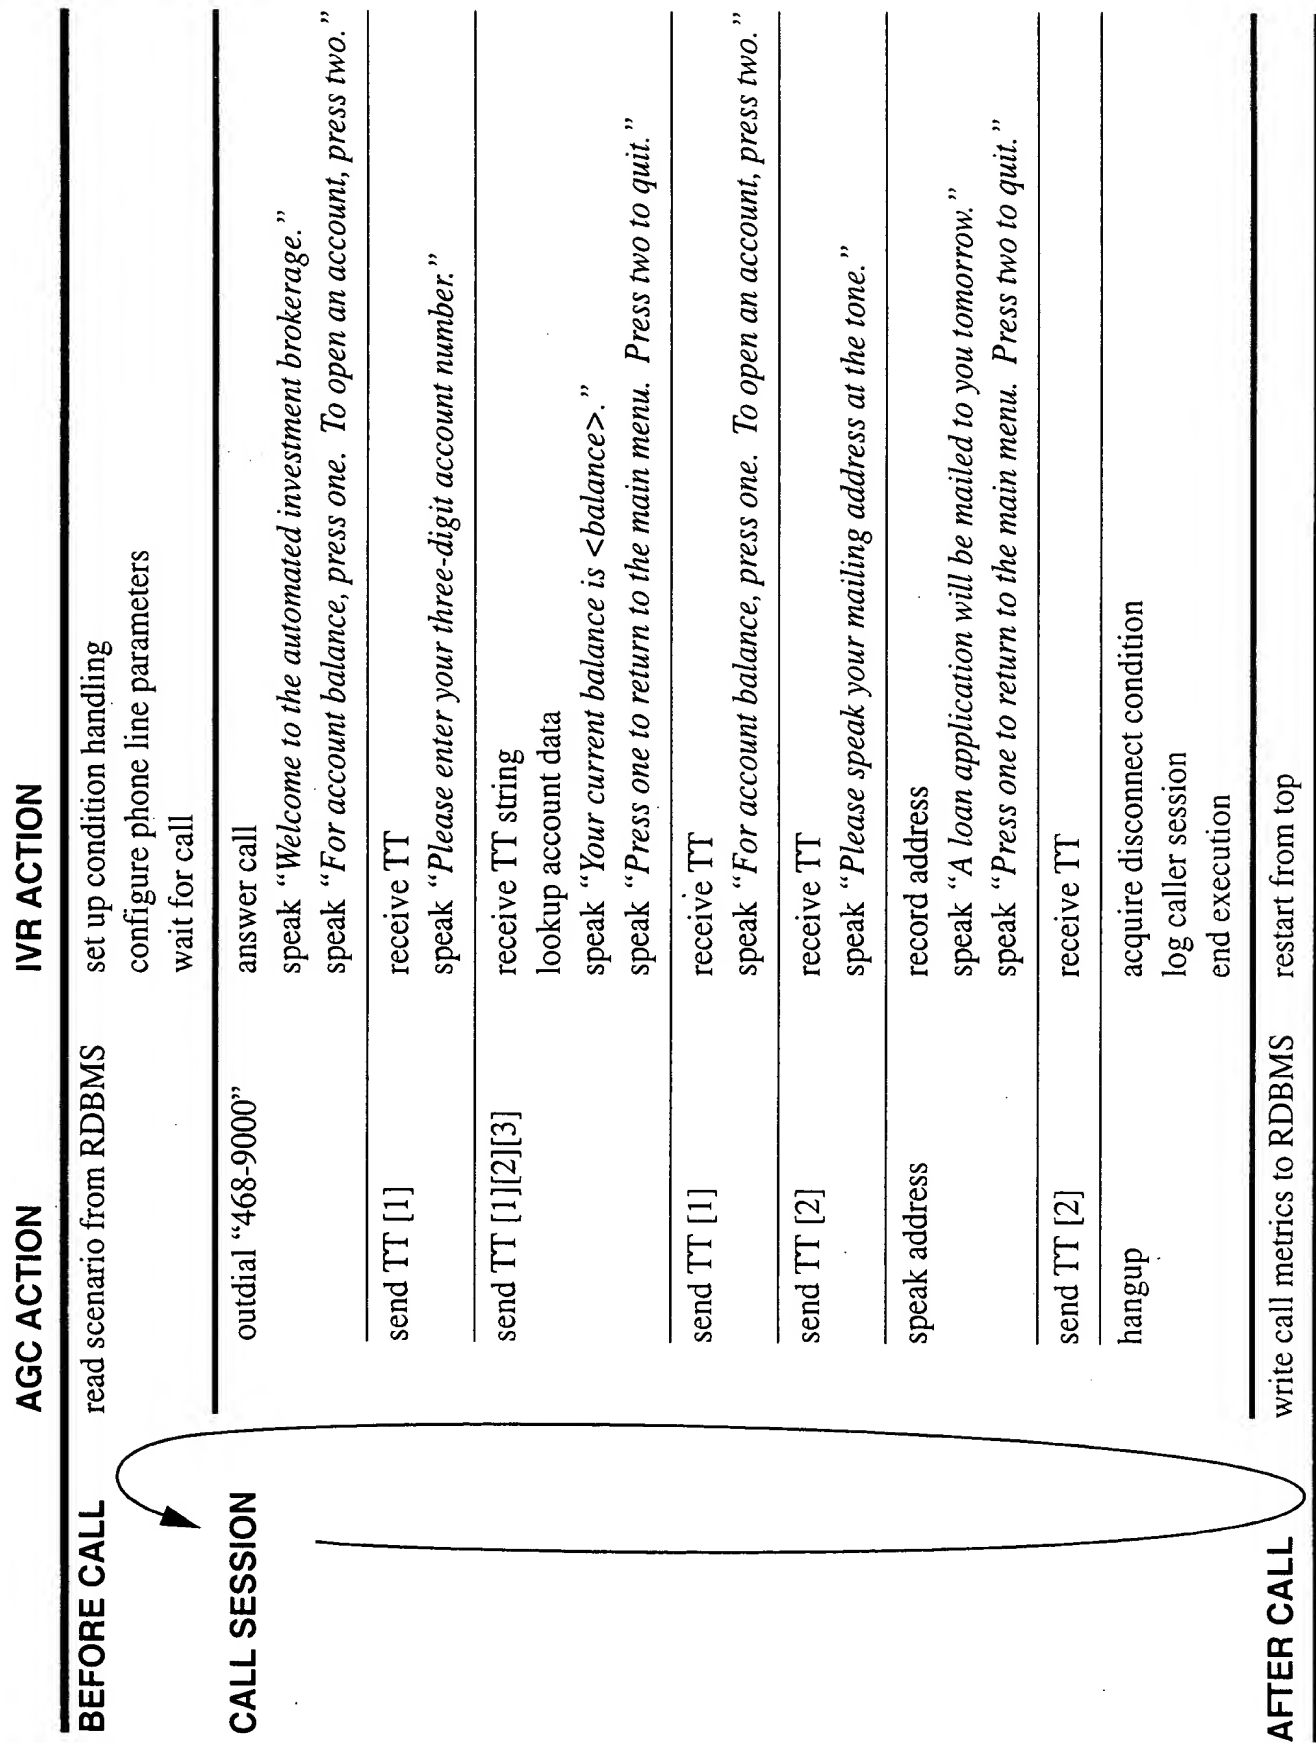 AGC ACTION IVR ACTION
BEFORE CALL read scenario from RDBMS set up condition handling
configure phone line parameters
wait for call
CALL SESSION outdial “468-9000” answer call
speak “Welcome to the automated investment brokerage.”
speak “For account balance, press one. To open an account, press two.”
send TT [1] receive TT
speak “Please enter your three-digit account number.”
send TT [1][2][3] receive TT string
lookup account data
speak “Your current balance is <balance>.”
speak “Press one to return to the main menu. Press two to quit.”
send TT [1] receive TT
speak “For account balance, press one. To open an account, press two.”
send TT [2] receive TT
speak “Please speak your mailing address at the tone.”
speak address record address
speak “A loan application will be mailed to you tomorrow.”
speak “Press one to return to the main menu. Press two to quit.”
send TT [2] receive TT
hangup acquire disconnect condition
log caller session
end execution
AFTER CALL write call metrics to RDBMS restart from top